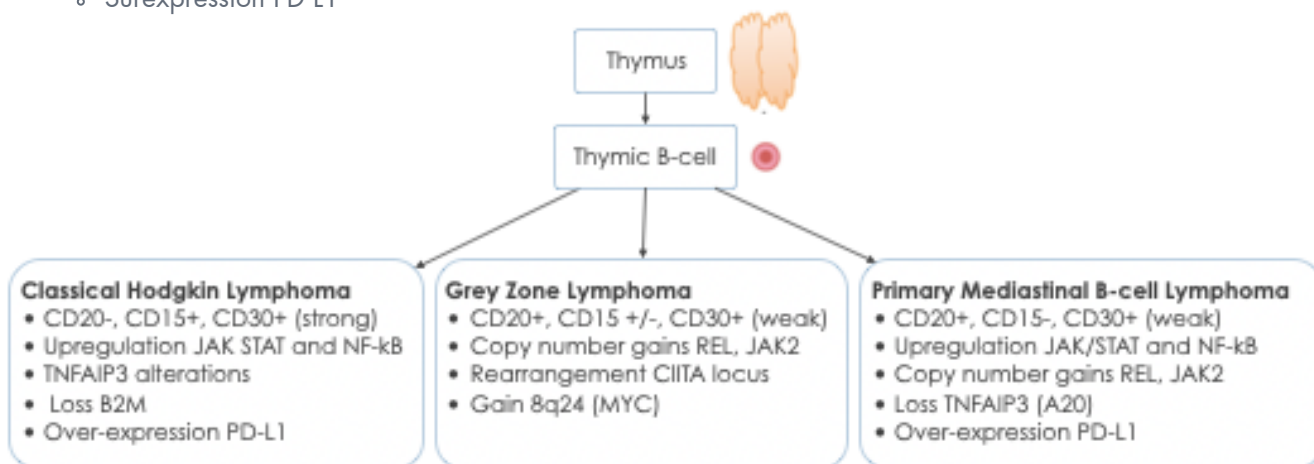 Surexpression PD-L1
Thymus
Thymic B-cell
Classical Hodgkin Lymphoma
• CD20-, CD15+, CD30+ (strong)
• Upregulation JAK STAT and NF-kB
• TNFAIP3 alterations
• Loss B2M
• Over-expression PD-L1
Grey Zone Lymphoma
• CD20+, CD15 +/-, CD30+ (weak)
• Copy number gains REL, JAK2
• Rearrangement CIITA locus
• Gain 8q24 (MYC)
Primary Mediastinal B-cell Lymphoma
• CD20+, CD15-, CD30+ (weak)
• Upregulation JAK/STAT and NF-kB
• Copy number gains REL, JAK2
• Loss TNFAIP3 (A20)
• Over-expression PD-L1